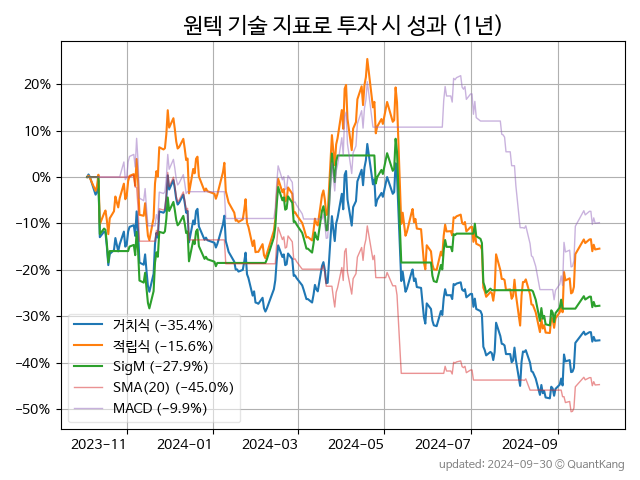 원텍 기술 지표로 투자 시 성과 (1년)
20%
10%
0%
−10%
−20%
−30%
−40%
−50%
거치식 (−35.4%)
적립식 (−15.6%)
SigM (−27.9%)
SMA(20) (−45.0%)
MACD (−9.9%)
2023−11 2024−01 2024−03 2024−05 2024−07 2024−09
updated: 2024−09−30 © QuantKang